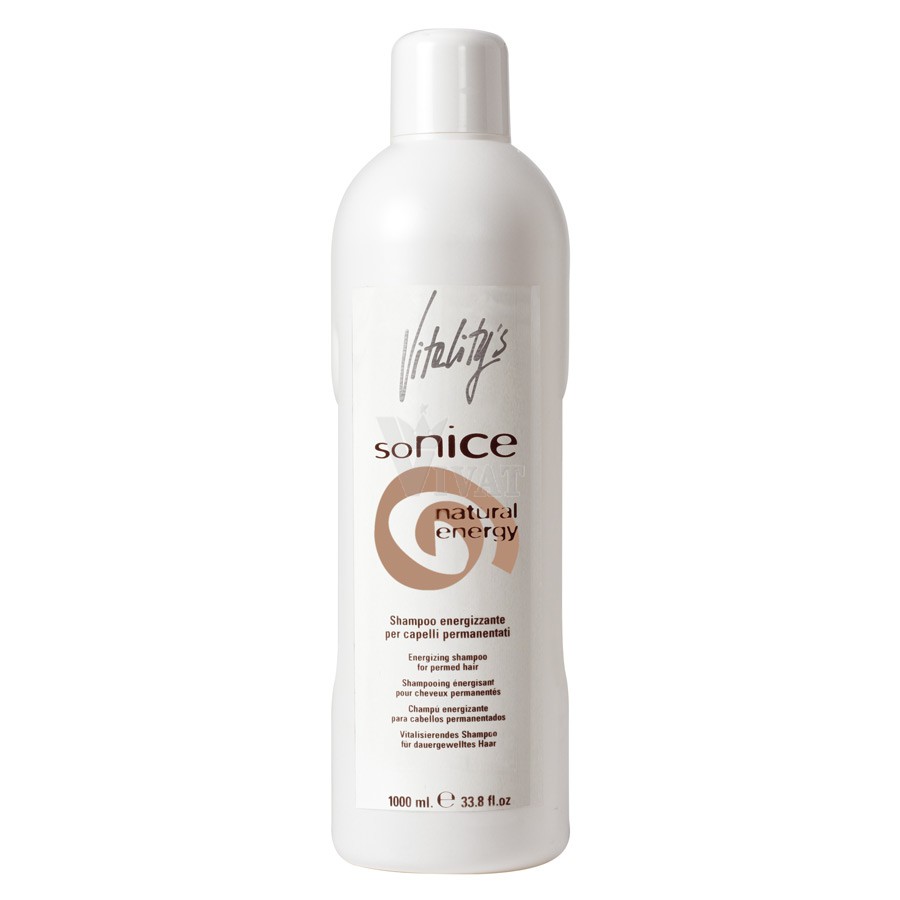 Vitality's
soNICE
VIVAT
natural
energy
Shampoo energizzante
per capelli permanentati
Energizing shampoo
for permed hair
Shampooing énergisant
pour cheveux permanentés
Champú energizante
para cabellos permanentados
Vitalisierendes Shampoo
für dauergewelltes Haar
1000 ml. ℮ 33.8 fl.oz